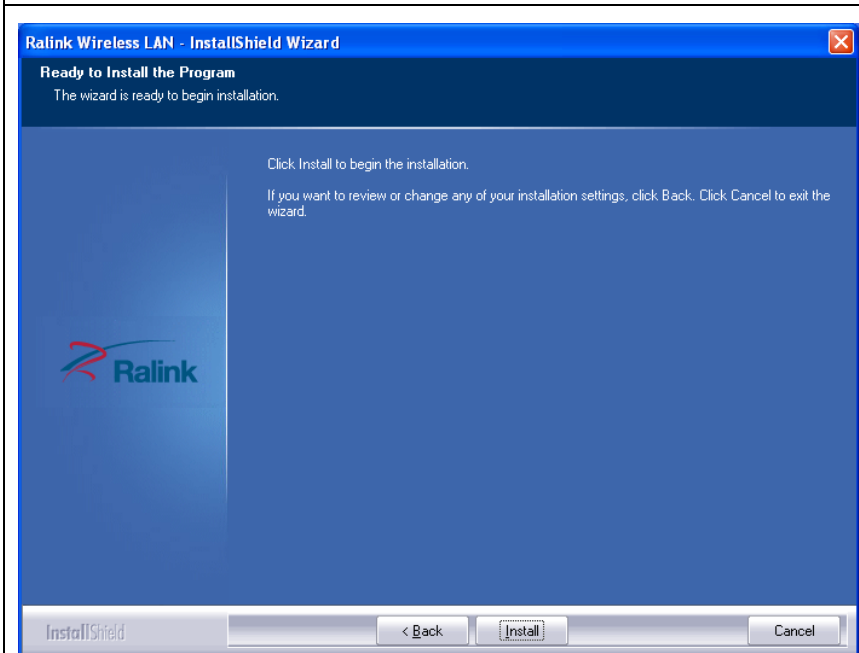 Ralink Wireless LAN - InstallShield Wizard
Ready to Install the Program
The wizard is ready to begin installation.
Click Install to begin the installation.
If you want to review or change any of your installation settings, click Back. Click Cancel to exit the
wizard.
Ralink
InstallShield
< Back
Install
Cancel